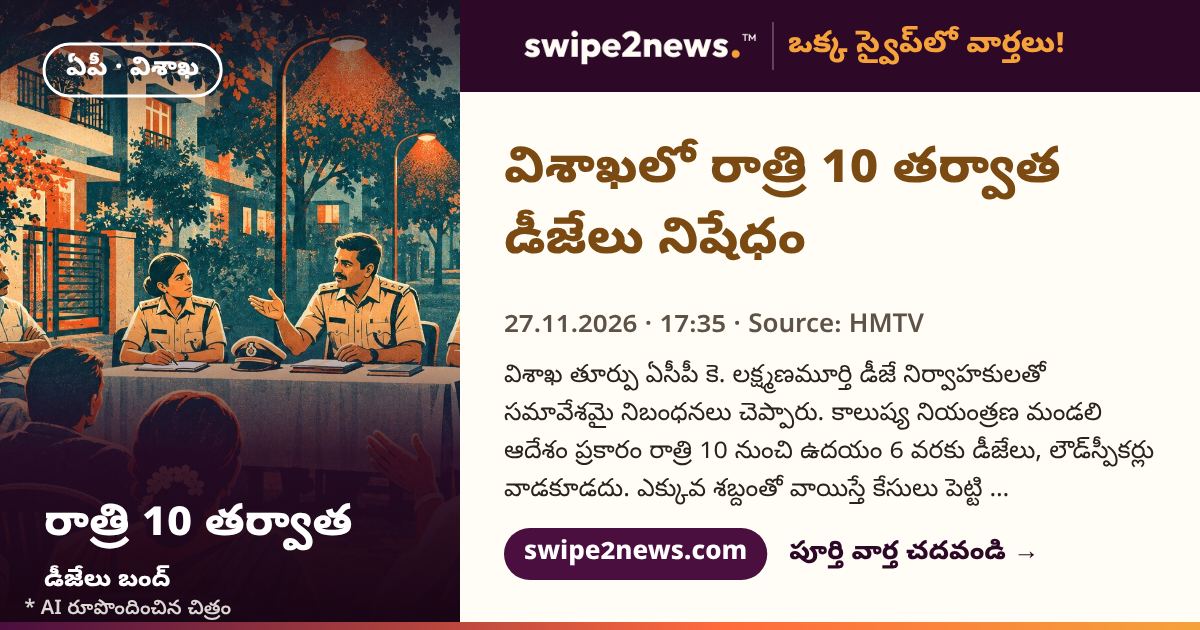 ఏపీ · విశాఖ
రాత్రి 10 తర్వాత
డీజేలు బంద్
* AI రూపొందించిన చిత్రం
swipe2news.™ ఒక్క స్వైప్‌లో వార్తలు!
విశాఖలో రాత్రి 10 తర్వాత
డీజేలు నిషేధం
27.11.2026 · 17:35 · Source: HMTV
విశాఖ తూర్పు ఏసీపీ కె. లక్ష్మణమూర్తి డీజే నిర్వాహకులతో
సమావేశమై నిబంధనలు చెప్పారు. కాలుష్య నియంత్రణ మండలి
ఆదేశం ప్రకారం రాత్రి 10 నుంచి ఉదయం 6 వరకు డీజేలు, లౌడ్‌స్పీకర్లు
వాడకూడదు. ఎక్కువ శబ్దంతో వాయిస్తే కేసులు పెట్టి ...
swipe2news.com పూర్తి వార్త చదవండి →